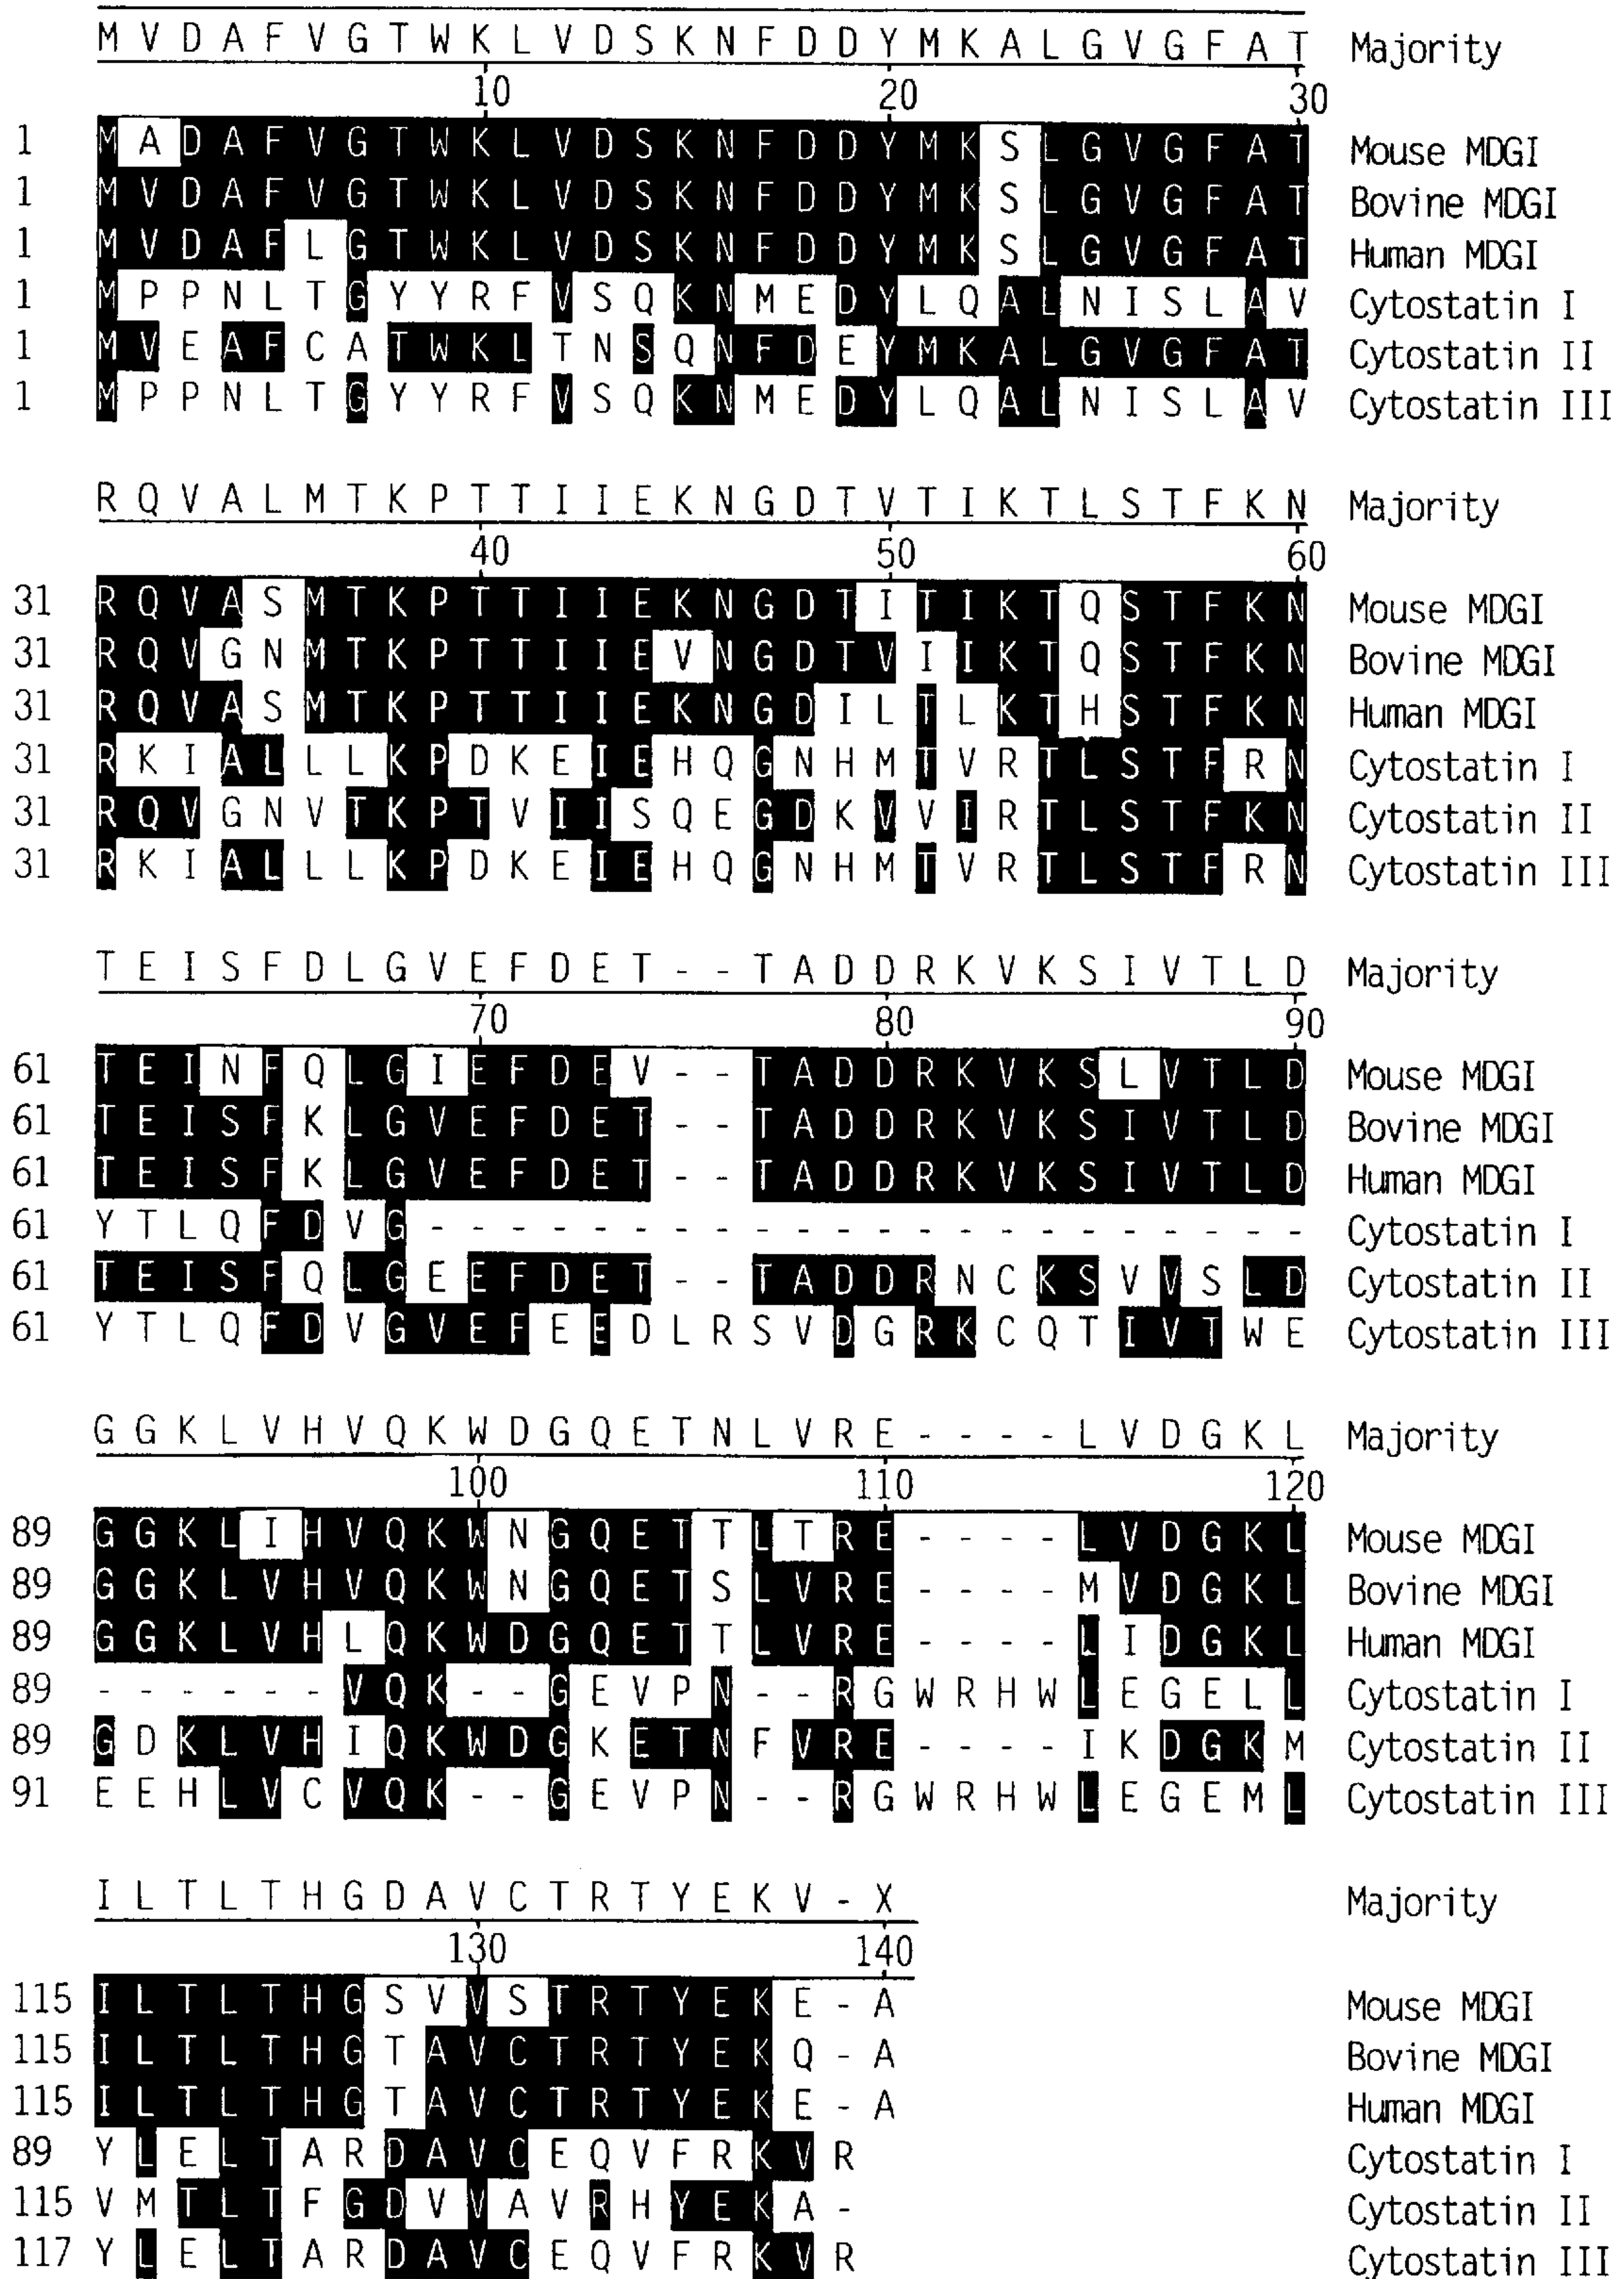 M V D A F V G T W K L V D S K N F D D Y M K A L G V G F A T Majority
10 20 30
1 M A D A F V G T W K L V D S K N F D D Y M K S L G V G F A T Mouse MDGI
1 M V D A F V G T W K L V D S K N F D D Y M K S L G V G F A T Bovine MDGI
1 M V D A F L G T W K L V D S K N F D D Y M K S L G V G F A T Human MDGI
1 M P P N L T G Y Y R F V S Q K N M E D Y L Q A L N I S L A V Cytostatin I
1 M V E A F C A T W K L T N S Q N F D E Y M K A L G V G F A T Cytostatin II
1 M P P N L T G Y Y R F V S Q K N M E D Y L Q A L N I S L A V Cytostatin III
R Q V A L M T K P T T I I E K N G D T V T I K T L S T F K N Majority
40 50 60
31 R Q V A S M T K P T T I I E K N G D T I T I K T Q S T F K N Mouse MDGI
31 R Q V G N M T K P T T I I E V N G D T V I I K T Q S T F K N Bovine MDGI
31 R Q V A S M T K P T T I I E K N G D I L T L K T H S T F K N Human MDGI
31 R K I A L L L K P D K E I E H Q G N H M T V R T L S T F R N Cytostatin I
31 R Q V G N V T K P T V I I S Q E G D K V V I R T L S T F K N Cytostatin II
31 R K I A L L L K P D K E I E H Q G N H M T V R T L S T F R N Cytostatin III
T E I S F D L G V E F D E T - - T A D D R K V K S I V T L D Majority
70 80 90
61 T E I N F Q L G I E F D E V - - T A D D R K V K S L V T L D Mouse MDGI
61 T E I S F K L G V E F D E T - - T A D D R K V K S I V T L D Bovine MDGI
61 T E I S F K L G V E F D E T - - T A D D R K V K S I V T L D Human MDGI
61 Y T L Q F D V G - - - - - - - - - - - - - - - - - - - - - - Cytostatin I
61 T E I S F Q L G E E F D E T - - T A D D R N C K S V V S L D Cytostatin II
61 Y T L Q F D V G V E F E E D L R S V D G R K C Q T I V T W E Cytostatin III
G G K L V H V Q K W D G Q E T N L V R E - - - - L V D G K L Majority
100 110 120
89 G G K L I H V Q K W N G Q E T T L T R E - - - - L V D G K L Mouse MDGI
89 G G K L V H V Q K W N G Q E T S L V R E - - - - M V D G K L Bovine MDGI
89 G G K L V H L Q K W D G Q E T T L V R E - - - - L I D G K L Human MDGI
89 - - - - - - V Q K - - G E V P N - - R G W R H W L E G E L L Cytostatin I
89 G D K L V H I Q K W D G K E T N F V R E - - - - I K D G K M Cytostatin II
91 E E H L V C V Q K - - G E V P N - - R G W R H W L E G E M L Cytostatin III
I L T L T H G D A V C T R T Y E K V - X Majority
130 140
115 I L T L T H G S V V S T R T Y E K E - A Mouse MDGI
115 I L T L T H G T A V C T R T Y E K Q - A Bovine MDGI
115 I L T L T H G T A V C T R T Y E K E - A Human MDGI
89 Y L E L T A R D A V C E Q V F R K V R Cytostatin I
115 V M T L T F G D V V A V R H Y E K A - Cytostatin II
117 Y L E L T A R D A V C E Q V F R K V R Cytostatin III